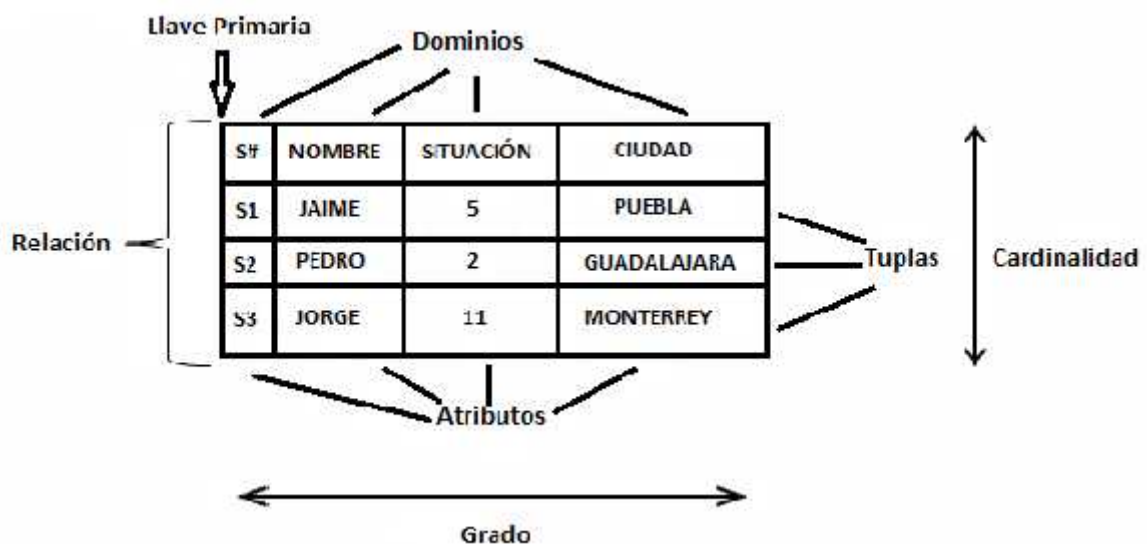 Llave Primaria
Dominios
S# NOMBRE SITUACIÓN CIUDAD
S1 JAIME 5 PUEBLA
Relación
S2 PEDRO 2 GUADALAJARA
Tuplas
Cardinalidad
S3 JORGE 11 MONTERREY
Atributos
Grado